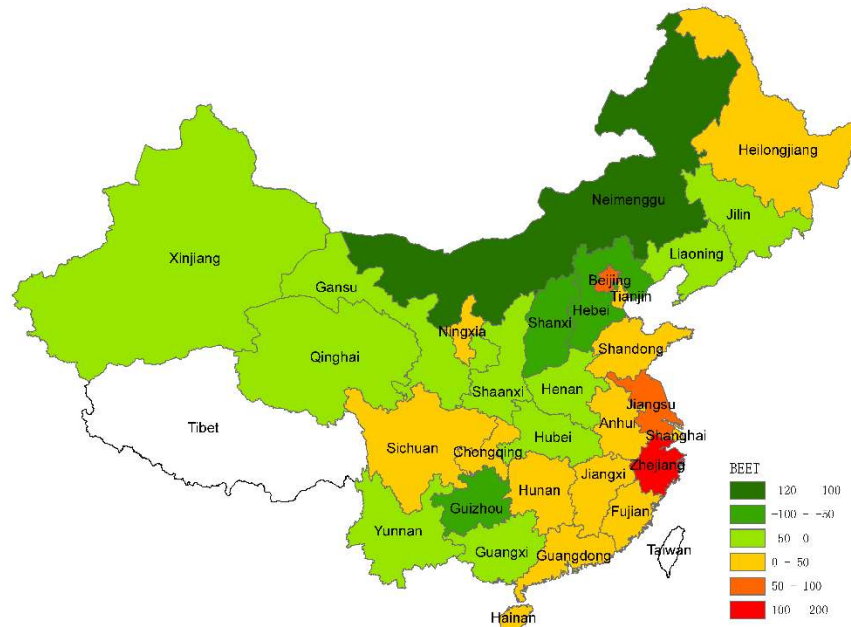 Heilongjiang
Neimenggu
Jilin
Xinjiang
Liaoning
Gansu
Beijing
Tianjin
Ningxia
Shanxi
Hebei
Qinghai
Shandong
Shaanxi
Henan
Jiangsu
Tibet
Hubei
Anhui
Shanghai
Sichuan
Chongqing
Zhejiang
Hunan
Jiangxi
Guizhou
Fujian
Yunnan
Guangxi
Guangdong
Taiwan
Hainan
BEET
120 100
-100 - -50
50 0
0 - 50
50 - 100
100 200